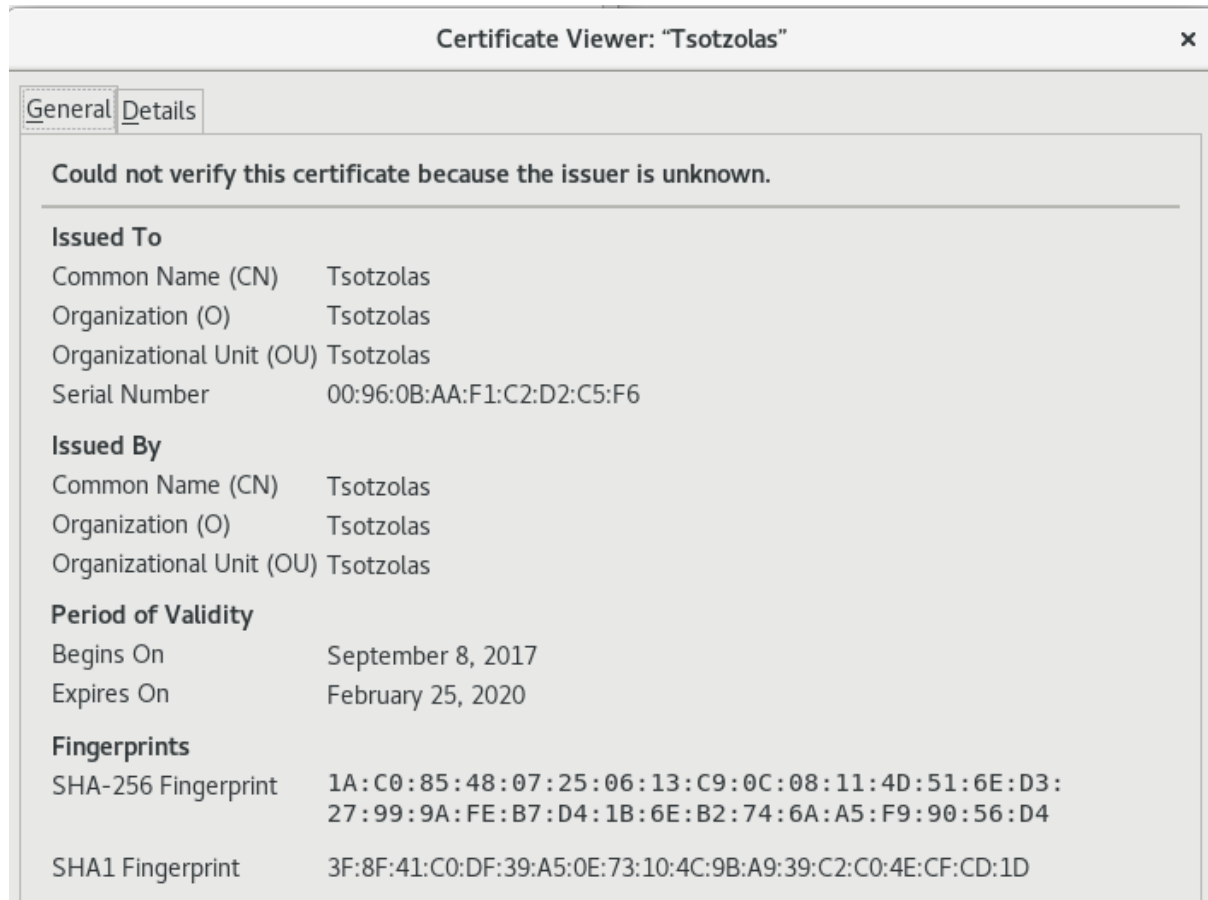 Certificate Viewer: “Tsotzolas”
×
General Details
Could not verify this certificate because the issuer is unknown.
Issued To
Common Name (CN) Tsotzolas
Organization (O) Tsotzolas
Organizational Unit (OU) Tsotzolas
Serial Number 00:96:0B:AA:F1:C2:D2:C5:F6
Issued By
Common Name (CN) Tsotzolas
Organization (O) Tsotzolas
Organizational Unit (OU) Tsotzolas
Period of Validity
Begins On September 8, 2017
Expires On February 25, 2020
Fingerprints
SHA-256 Fingerprint 1A:C0:85:48:07:25:06:13:C9:0C:08:11:4D:51:6E:D3:
27:99:9A:FE:B7:D4:1B:6E:B2:74:6A:A5:F9:90:56:D4
SHA1 Fingerprint 3F:8F:41:C0:DF:39:A5:0E:73:10:4C:9B:A9:39:C2:C0:4E:CF:CD:1D